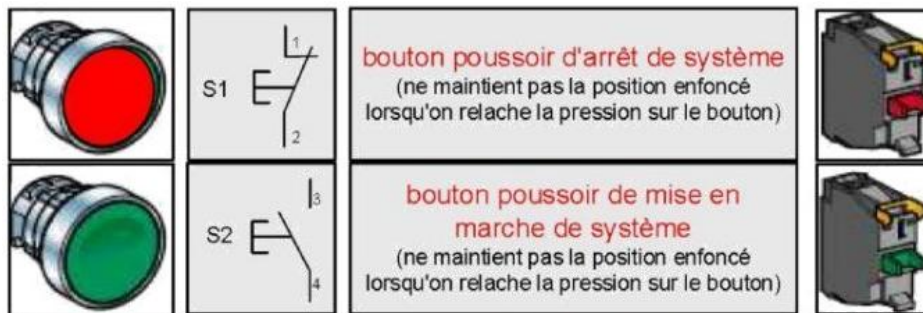 S1
1
2
bouton poussoir d'arrêt de système
(ne maintient pas la position enfoncé
lorsqu'on relache la pression sur le bouton)
S2
3
4
bouton poussoir de mise en
marche de système
(ne maintient pas la position enfoncé
lorsqu'on relache la pression sur le bouton)